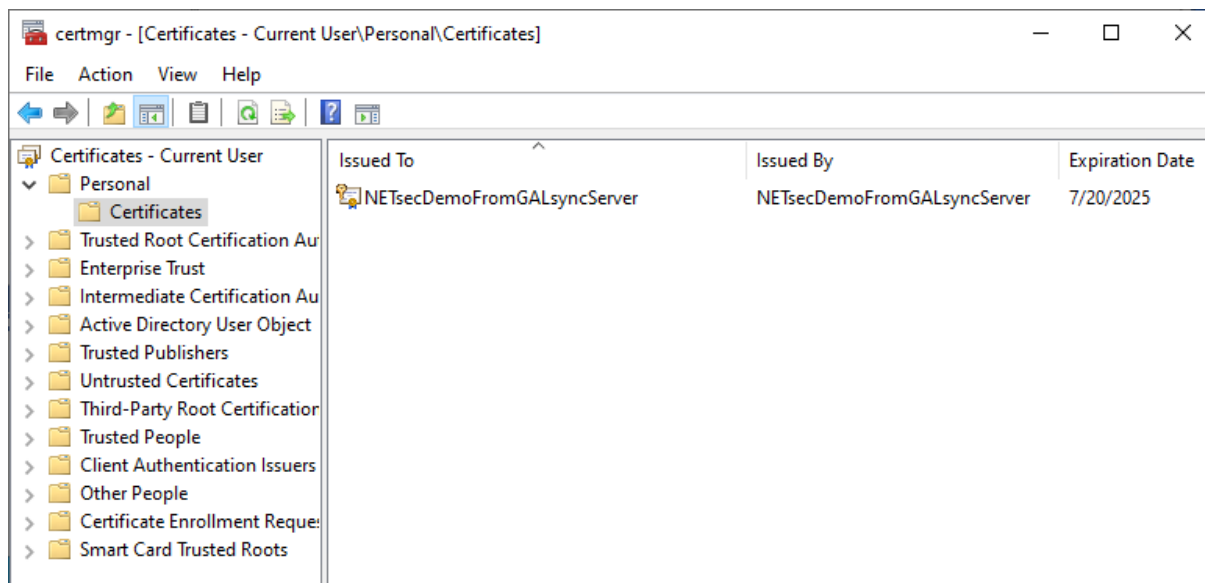 certmgr - [Certificates - Current User\Personal\Certificates]
File Action View Help
Certificates - Current User
Personal
Certificates
Trusted Root Certification Au
Enterprise Trust
Intermediate Certification Au
Active Directory User Object
Trusted Publishers
Untrusted Certificates
Third-Party Root Certification
Trusted People
Client Authentication Issuers
Other People
Certificate Enrollment Reques
Smart Card Trusted Roots
Issued To Issued By Expiration Date
NETsecDemoFromGALsyncServer NETsecDemoFromGALsyncServer 7/20/2025